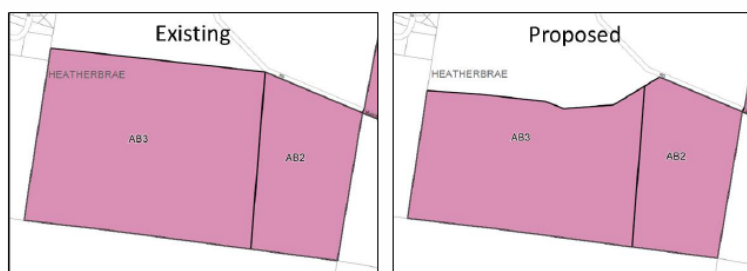 Existing
HEATHERBRAE
AB3
AB2
Proposed
HEATHERBRAE
AB3
AB2